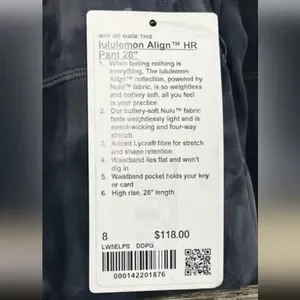 WHY WE MADE THIS
lululemon Align™ HR
Pant 28"
1. When feeling nothing is
everything. The lululemon
Align™ collection, powered by
Nulu™ fabric, is so weightless
and battery soft, all you feel
is your practice
2. Our buttery-soft Nulu™ fabric
feels weightlessly light and is
sweat-wicking and four-way
stretch
3. Added Lycra® fibre for stretch
and shape retention
4. Waistband lies flat and won't
dig in
5. Waistband pocket holds your key
or card
6. High rise, 28" length
8 $118.00
LW5ELPS DDPG
000142201876